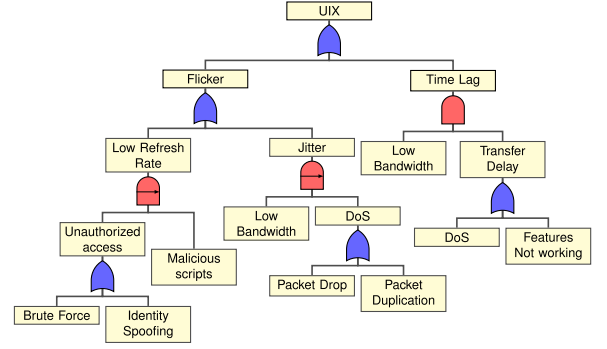 UIX
Flicker
Time Lag
Low Refresh
Rate
Jitter
Low
Bandwidth
Transfer
Delay
Unauthorized
access
Malicious
scripts
Low
Bandwidth
DoS
DoS
Features
Not working
Brute Force
Identity
Spoofing
Packet Drop
Packet
Duplication